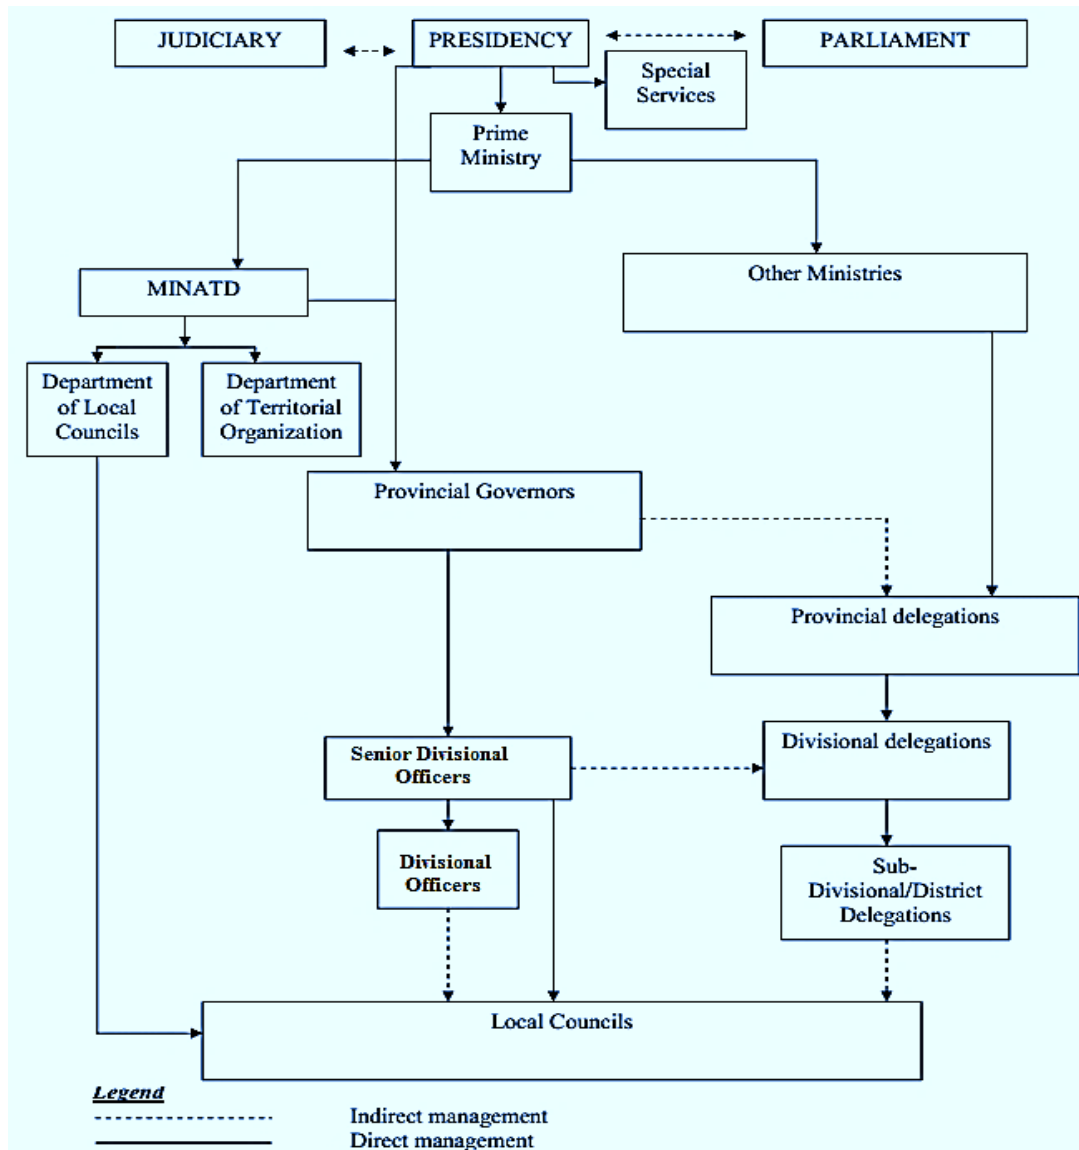 JUDICIARY
PRESIDENCY
PARLIAMENT
Special
Services
Prime
Ministry
MINATD
Other Ministries
Department
of Local
Councils
Department
of Territorial
Organization
Provincial Governors
Provincial delegations
Senior Divisional
Officers
Divisional delegations
Divisional
Officers
Sub-
Divisional/District
Delegations
Local Councils
Legend
Indirect management
Direct management